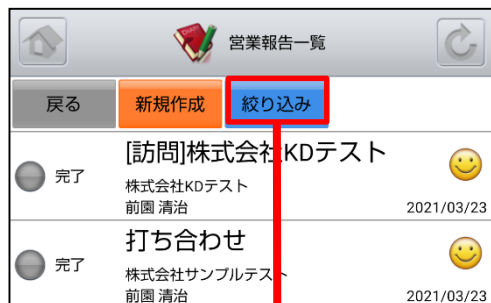 営業報告一覧
戻る
新規作成
絞り込み
[訪問]株式会社KDテスト
完了
株式会社KDテスト
前園 清治
2021/03/23
打ち合わせ
完了
株式会社サンプルテスト
前園 清治
2021/03/23